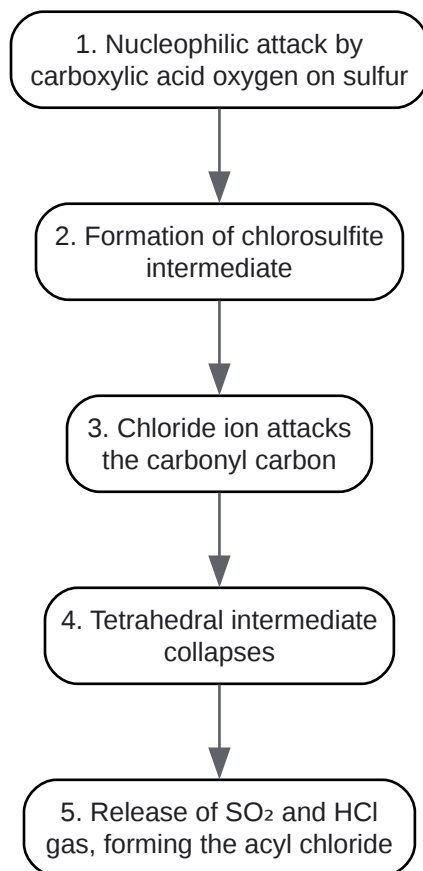 1. Nucleophilic attack by
carboxylic acid oxygen on sulfur
2. Formation of chlorosulfite
intermediate
3. Chloride ion attacks
the carbonyl carbon
4. Tetrahedral intermediate
collapses
5. Release of SO₂ and HCl
gas, forming the acyl chloride